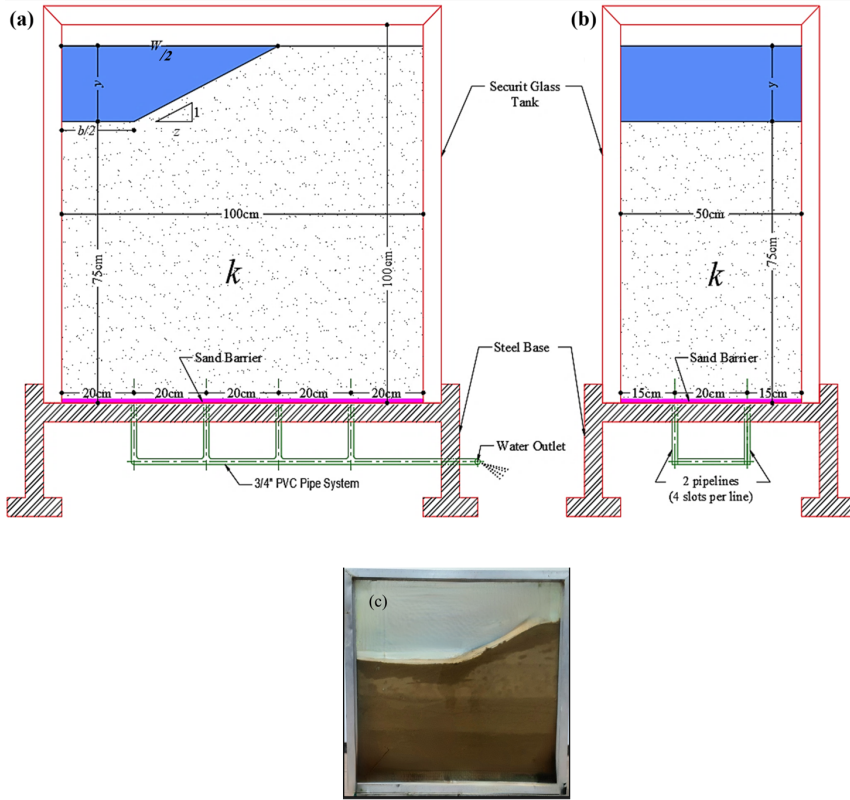 (a)
W/2
y
b/2
1
z
100cm
75cm
100cm
k
Sand Barrier
20cm
20cm
20cm
20cm
20cm
3/4" PVC Pipe System
Securit Glass
Tank
Steel Base
Water Outlet
(b)
y
50cm
75cm
k
Sand Barrier
15cm
20cm
15cm
2 pipelines
(4 slots per line)
(c)